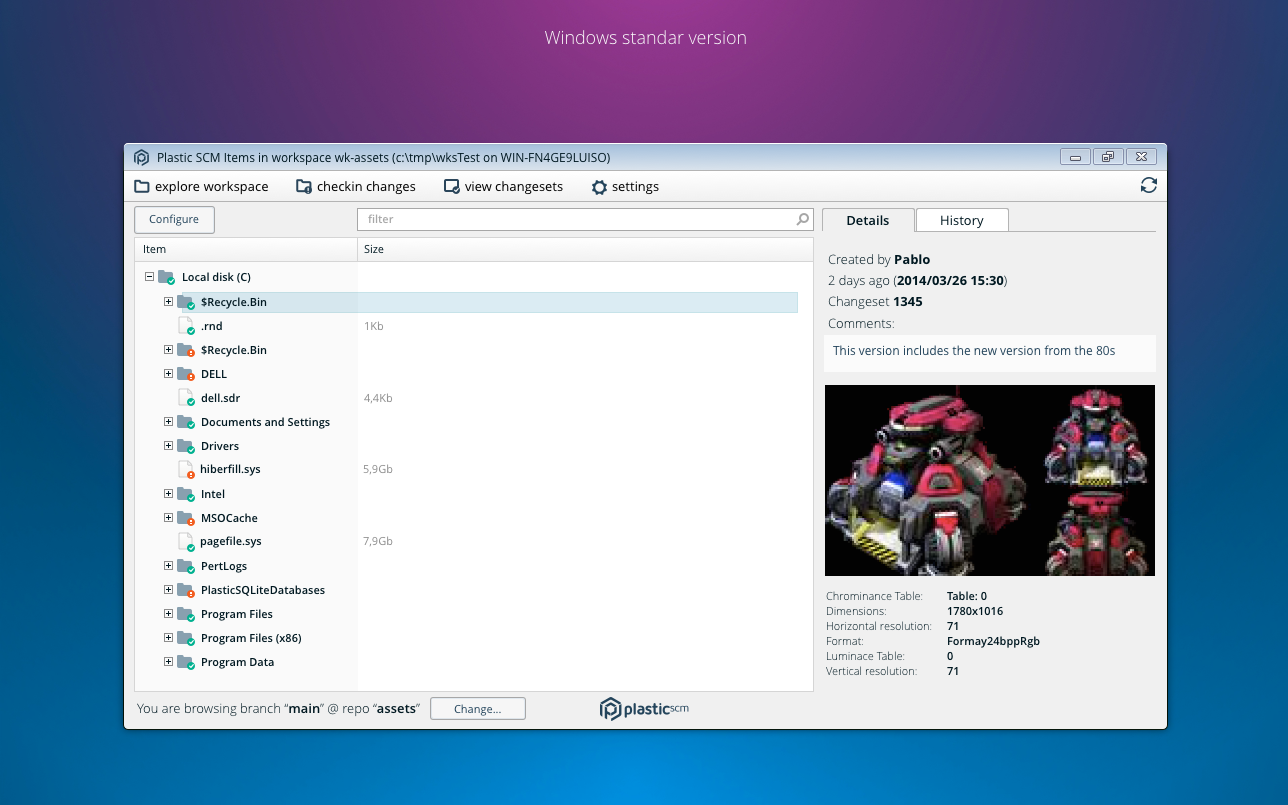 Windows standar version
Plastic SCM Items in workspace wk-assets (c:\tmp\wksTest on WIN-FN4GE9LUISO)
explore workspace checkin changes view changesets settings
Configure filter Details History
Item Size
Local disk (C)
$Recycle.Bin
.rnd 1Kb
$Recycle.Bin
DELL
dell.sdr 4,4Kb
Documents and Settings
Drivers
hiberfill.sys 5,9Gb
Intel
MSOCache
pagefile.sys 7,9Gb
PertLogs
PlasticSQLiteDatabases
Program Files
Program Files (x86)
Program Data
Created by Pablo
2 days ago (2014/03/26 15:30)
Changeset 1345
Comments:
This version includes the new version from the 80s
Chrominance Table: Table: 0
Dimensions: 1780x1016
Horizontal resolution: 71
Format: Formay24bppRgb
Luminace Table: 0
Vertical resolution: 71
You are browsing branch “main” @ repo “assets” Change... plastic scm